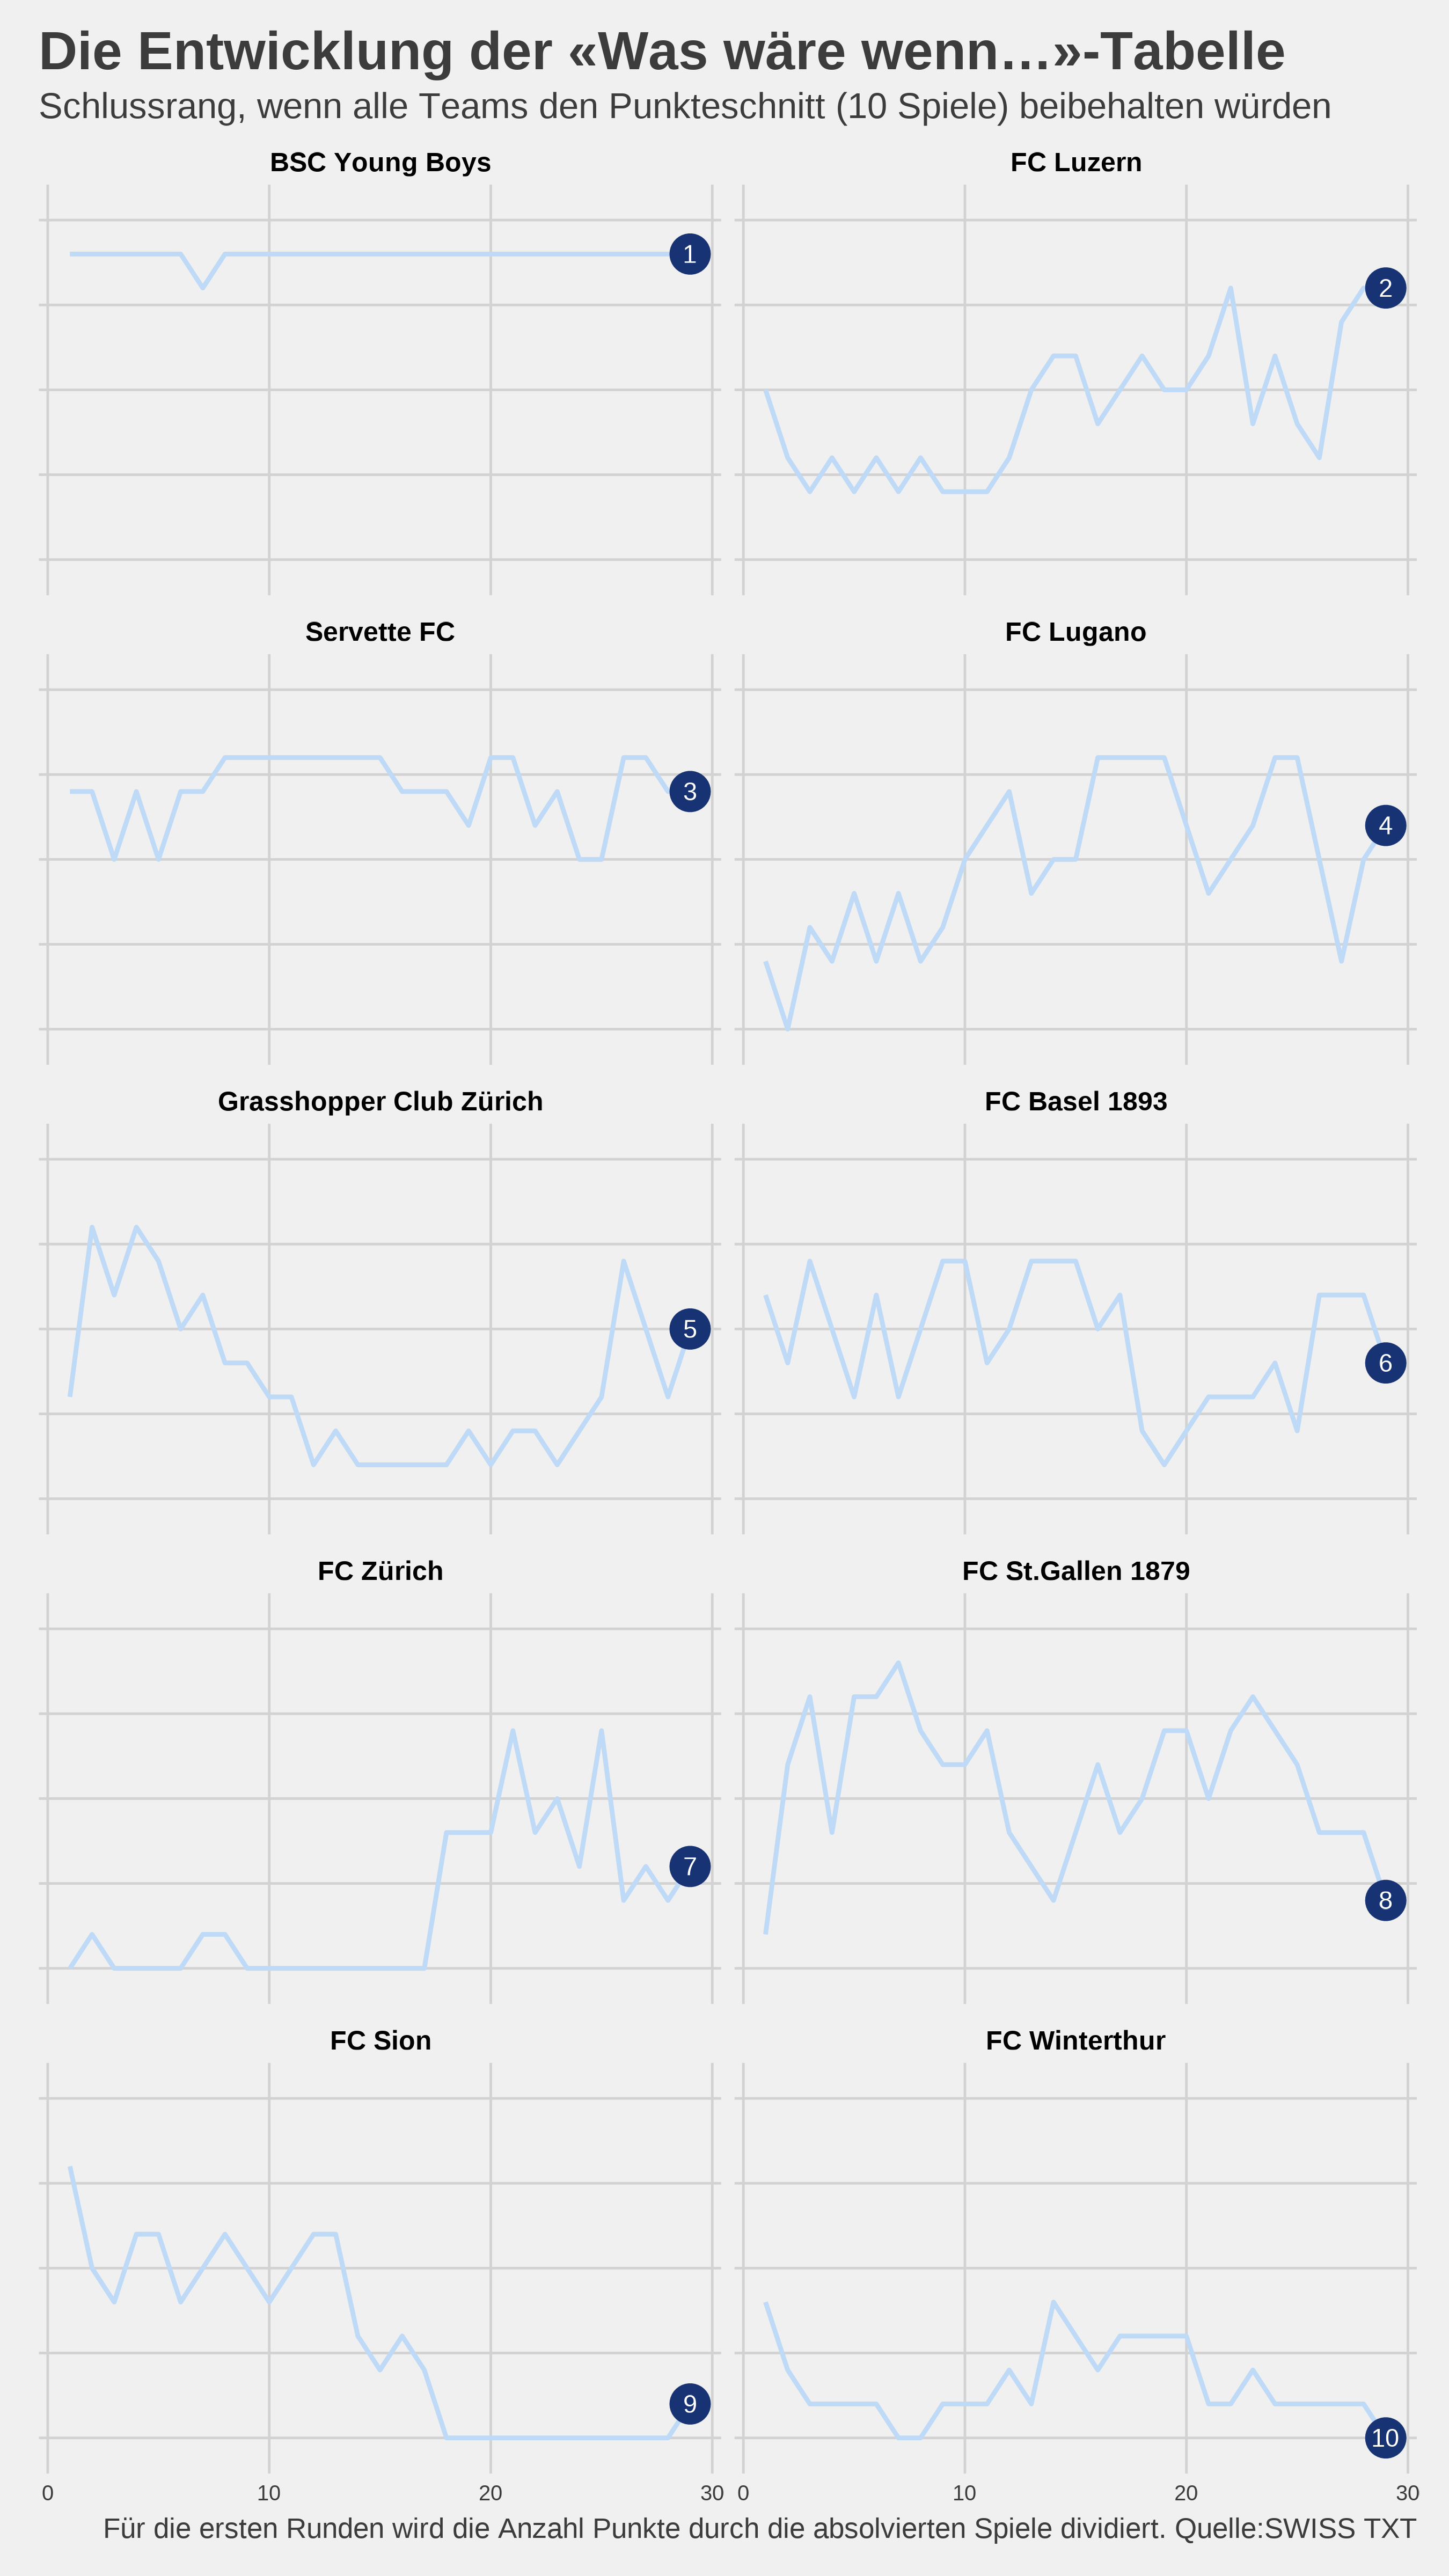 Die Entwicklung der «Was wäre wenn…»-Tabelle
Schlussrang, wenn alle Teams den Punkteschnitt (10 Spiele) beibehalten würden
BSC Young Boys
1
FC Luzern
2
Servette FC
3
FC Lugano
4
Grasshopper Club Zürich
5
FC Basel 1893
6
FC Zürich
7
FC St.Gallen 1879
8
FC Sion
9
FC Winterthur
10
0 10 20 30 0 10 20 30
Für die ersten Runden wird die Anzahl Punkte durch die absolvierten Spiele dividiert. Quelle:SWISS TXT